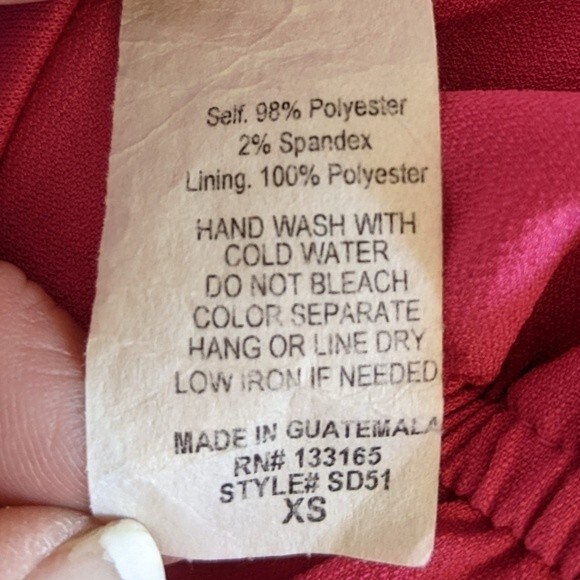 Self. 98% Polyester
2% Spandex
Lining. 100% Polyester
HAND WASH WITH
COLD WATER
DO NOT BLEACH
COLOR SEPARATE
HANG OR LINE DRY
LOW IRON IF NEEDED
MADE IN GUATEMALA
RN# 133165
STYLE# SD51
XS